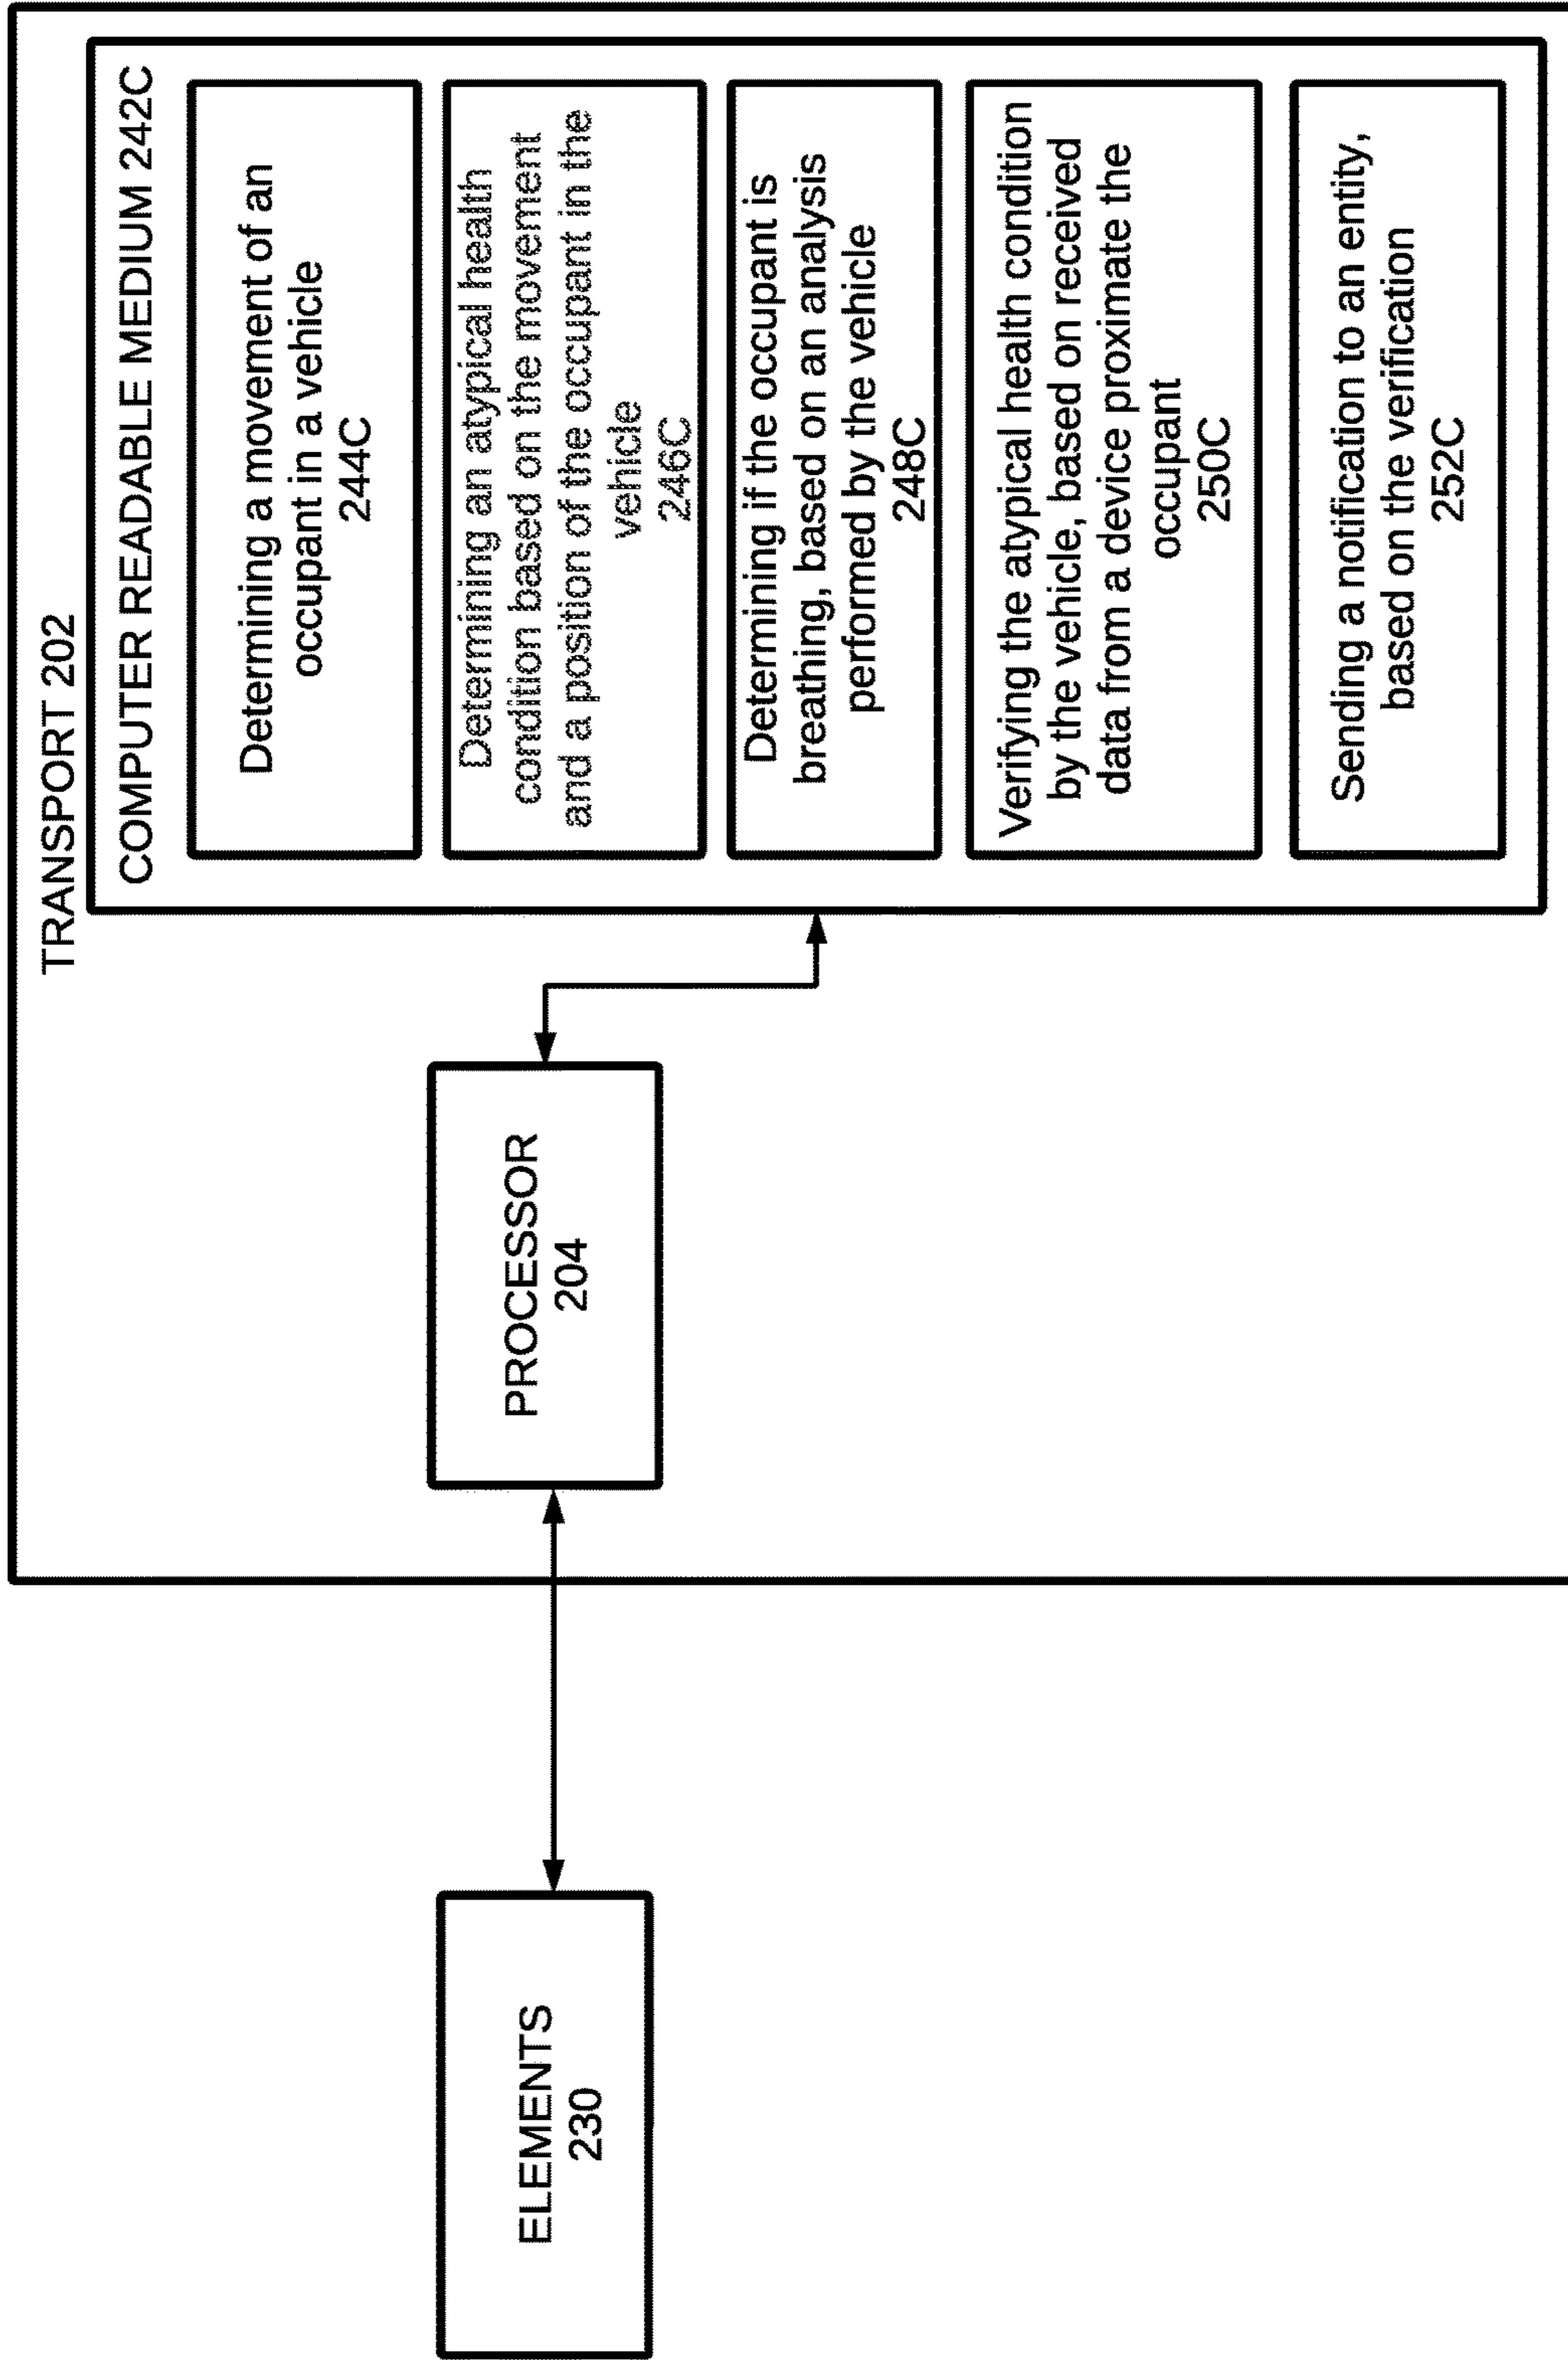 TRANSPORT 202
COMPUTER READABLE MEDIUM 242C
Determining a movement of an
occupant in a vehicle
244C
Determining an atypical health
condition based on the movement
and a position of the occupant in the
vehicle
246C
Determining if the occupant is
breathing, based on an analysis
performed by the vehicle
248C
Verifying the atypical health condition
by the vehicle, based on received
data from a device proximate the
occupant
250C
Sending a notification to an entity,
based on the verification
252C
PROCESSOR
204
ELEMENTS
230